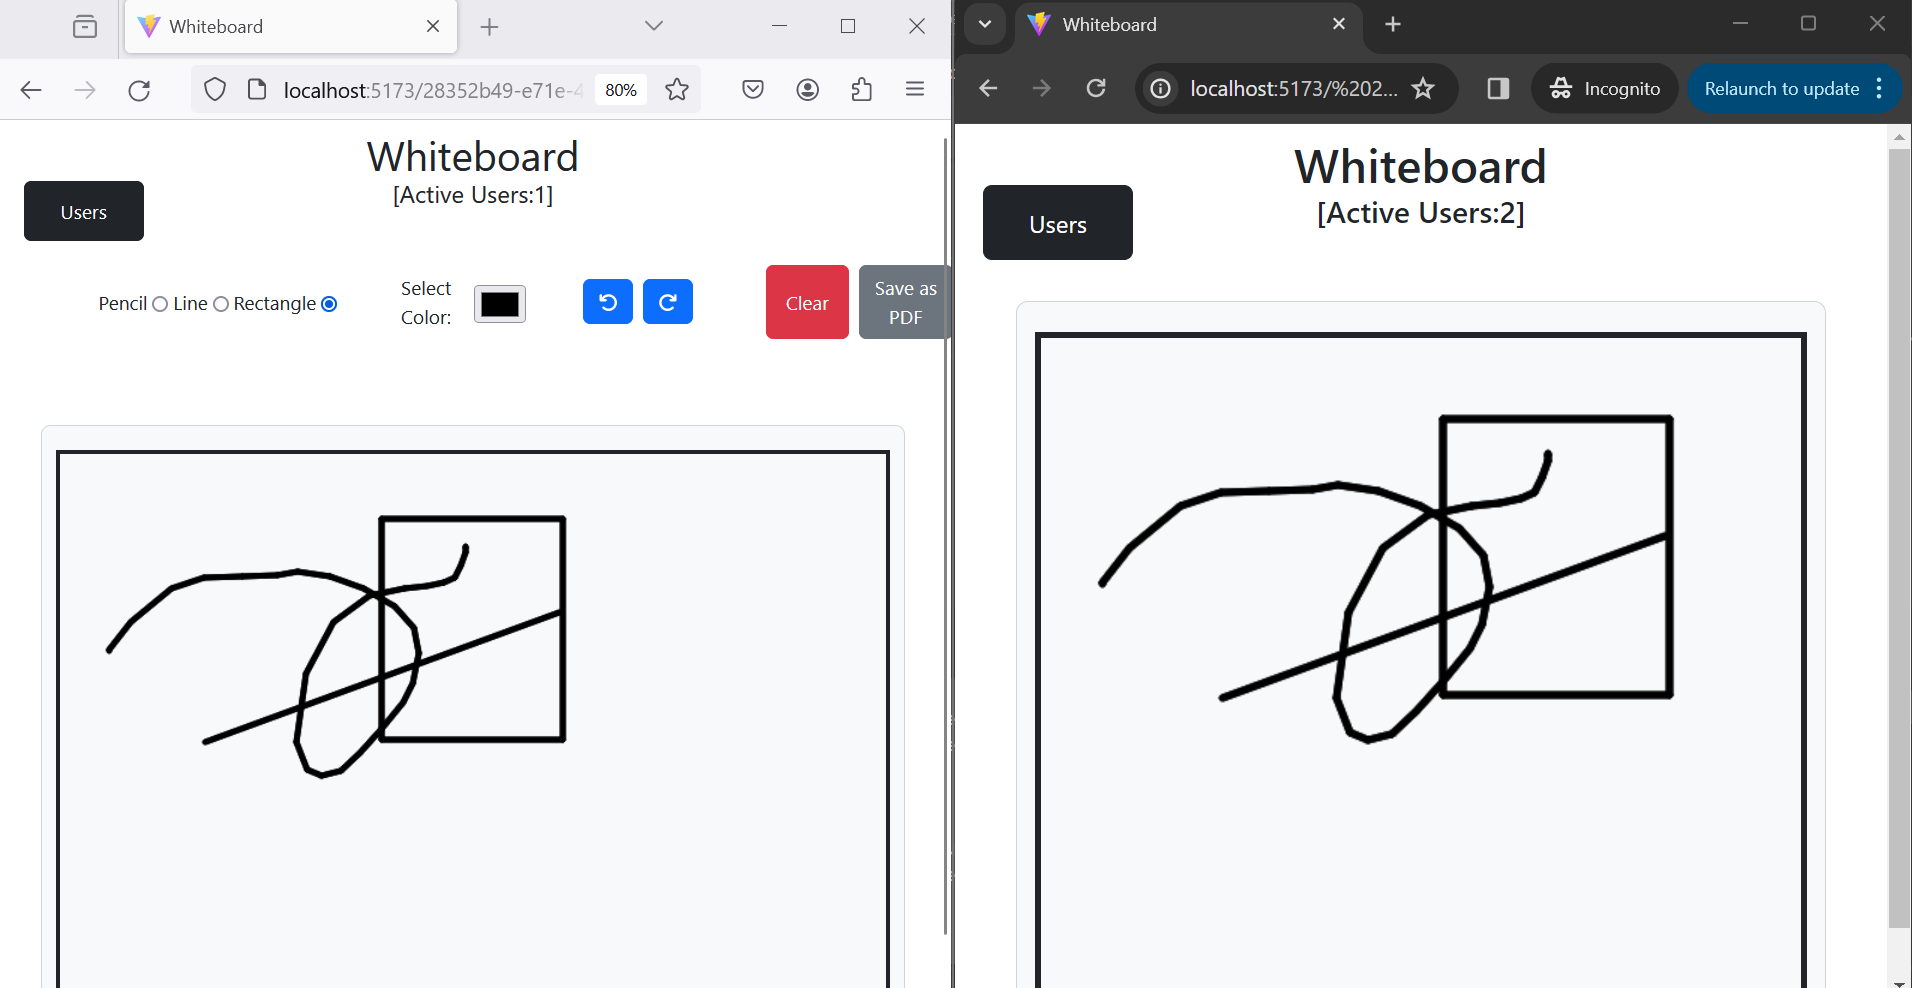 Whiteboard
localhost:5173/28352b49-e71e-4
80%
Whiteboard
[Active Users:1]
Users
Pencil Line Rectangle
Select
Color:
Clear
Save as
PDF
Whiteboard
localhost:5173/%202...
Incognito
Relaunch to update
Whiteboard
[Active Users:2]
Users